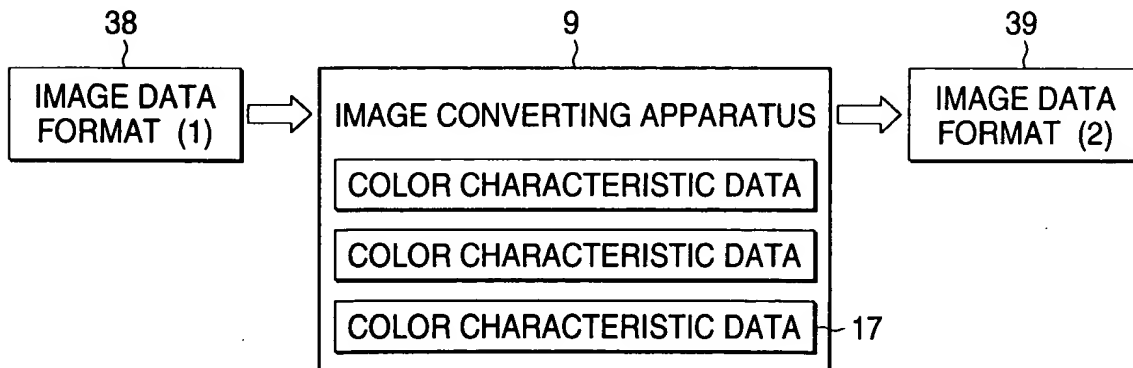 38
9
39
IMAGE DATA
FORMAT (1)
IMAGE CONVERTING APPARATUS
IMAGE DATA
FORMAT (2)
COLOR CHARACTERISTIC DATA
COLOR CHARACTERISTIC DATA
COLOR CHARACTERISTIC DATA
17